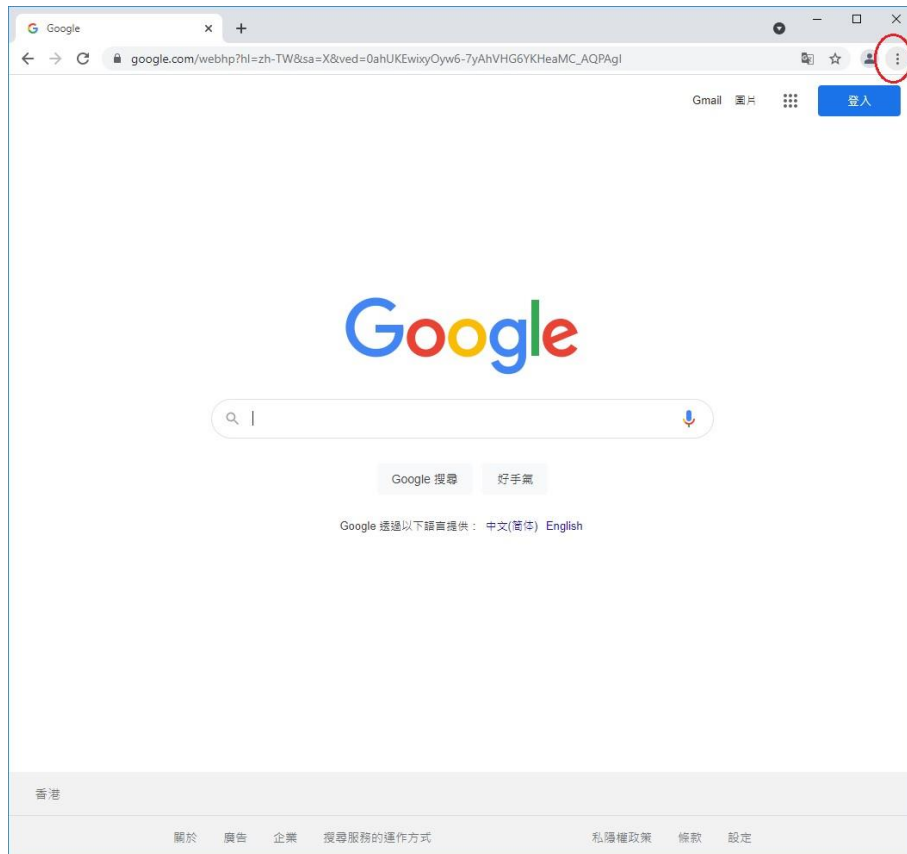 Google
google.com/webhp?hl=zh-TW&sa=X&ved=0ahUKEwixyOyw6-7yAhVHG6YKHeaMC_AQPAgI
Gmail 圖片 登入
Google
Google 搜尋 好手氣
Google 透過以下語言提供： 中文(简体) English
香港
關於 廣告 企業 搜尋服務的運作方式 私隱權政策 條款 設定